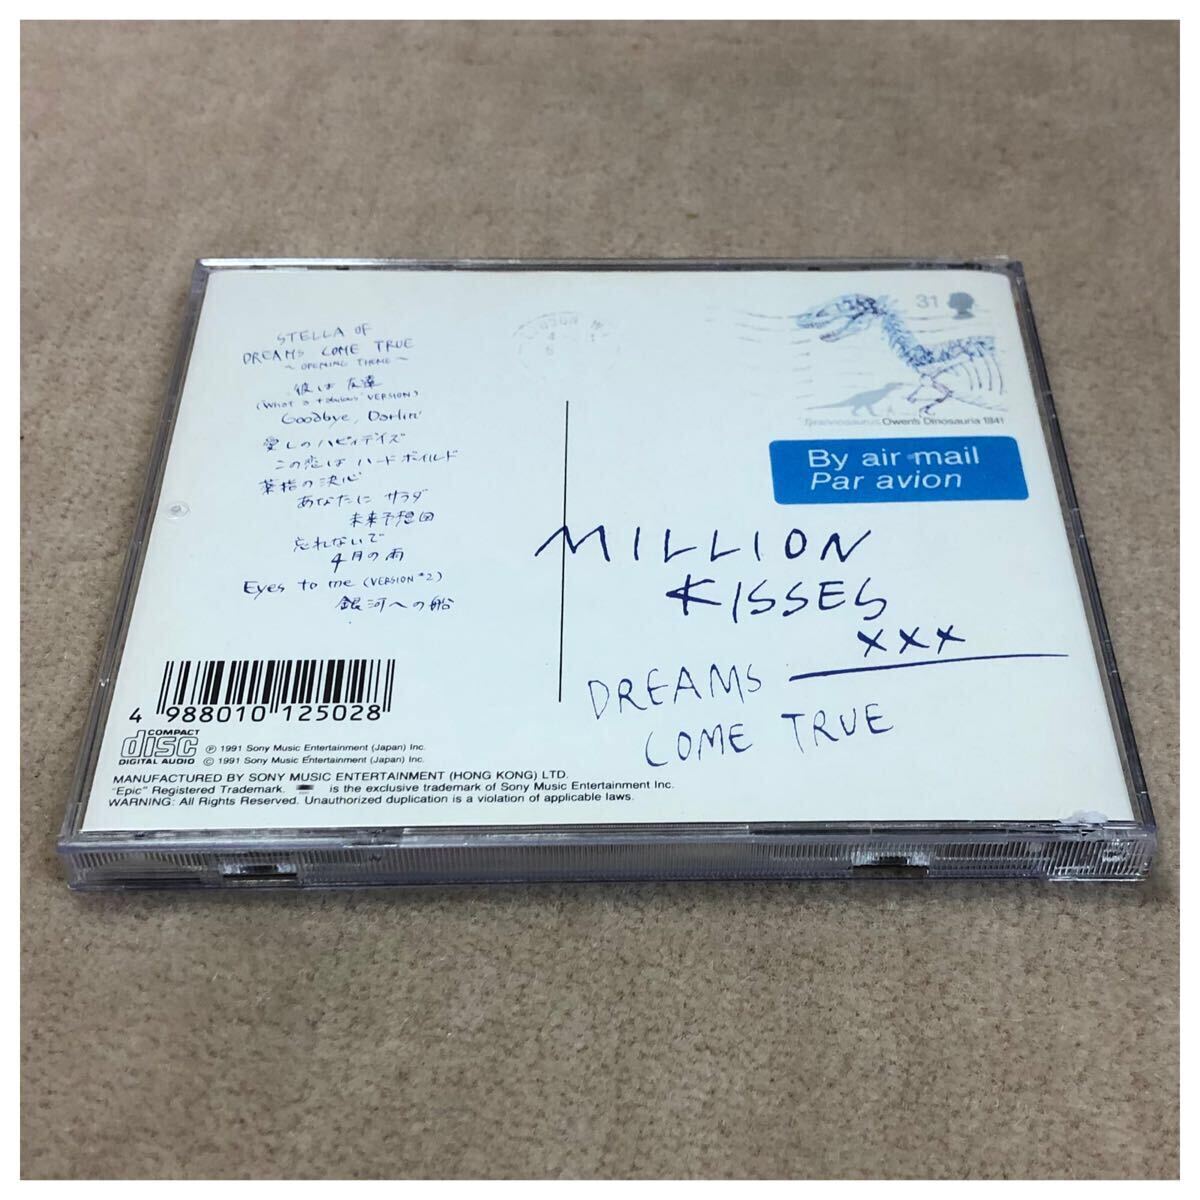 STELLA OF
DREAMS COME TRUE
～ OPENING THEME ～
彼は友達
(What a fabulous VERSION)
Goodbye, Darlin'
愛しのハピィデイズ
この恋はハードボイルド
薬指の決心
あなたにサラダ
未来予想図
忘れないで
4月の雨
Eyes to me (VERSION #2)
銀河への船
4 988010 125028
COMPACT
disc
DIGITAL AUDIO
Ⓟ 1991 Sony Music Entertainment (Japan) Inc.
© 1991 Sony Music Entertainment (Japan) Inc.
MANUFACTURED BY SONY MUSIC ENTERTAINMENT (HONG KONG) LTD.
"Epic" Registered Trademark. is the exclusive trademark of Sony Music Entertainment Inc.
WARNING: All Rights Reserved. Unauthorized duplication is a violation of applicable laws.
31
Tyrannosaurus Owen's Dinosauria 1841
By air mail
Par avion
MILLION
KISSES
×××
DREAMS
COME TRUE